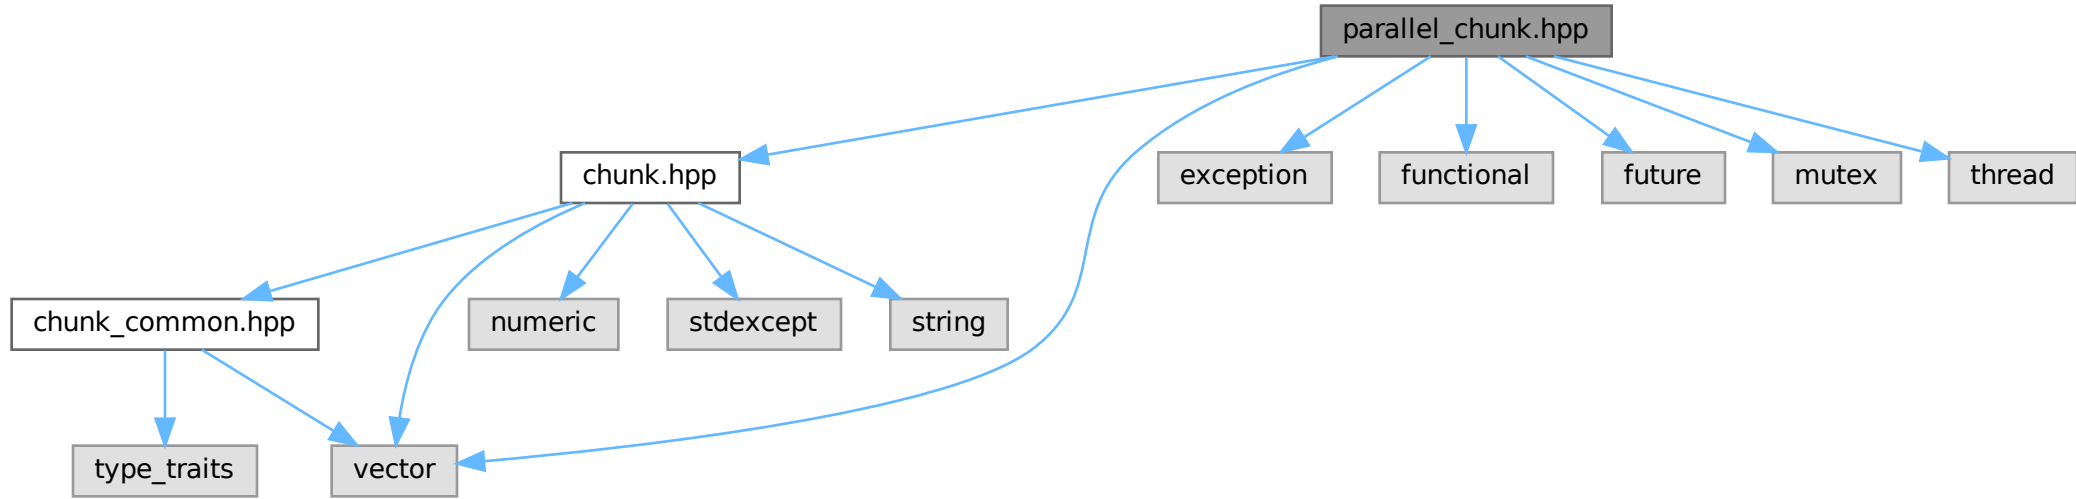 parallel_chunk.hpp
chunk.hpp
exception
functional
future
mutex
thread
chunk_common.hpp
numeric
stdexcept
string
type_traits
vector